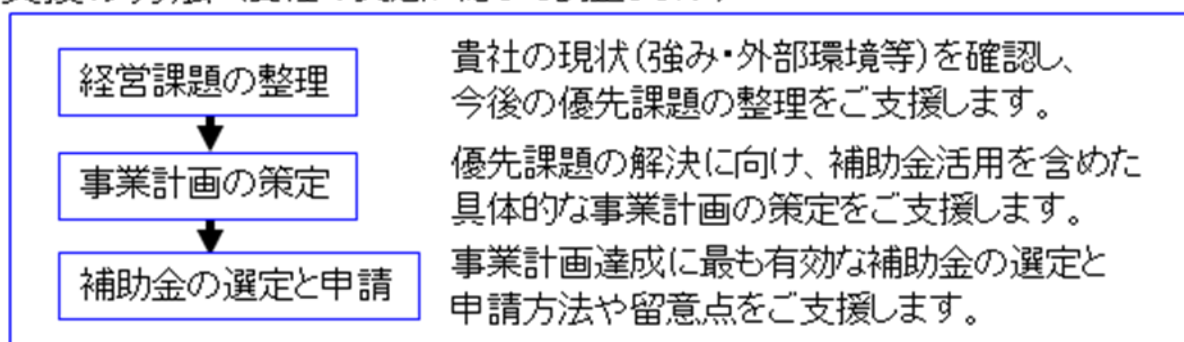 経営課題の整理
貴社の現状(強み・外部環境等)を確認し、
今後の優先課題の整理をご支援します。
事業計画の策定
優先課題の解決に向け、補助金活用を含めた
具体的な事業計画の策定をご支援します。
補助金の選定と申請
事業計画達成に最も有効な補助金の選定と
申請方法や留意点をご支援します。